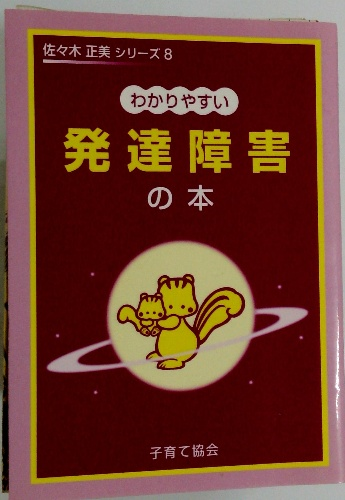 佐々木 正美 シリーズ 8
わかりやすい
発達障害
の本
子育て協会